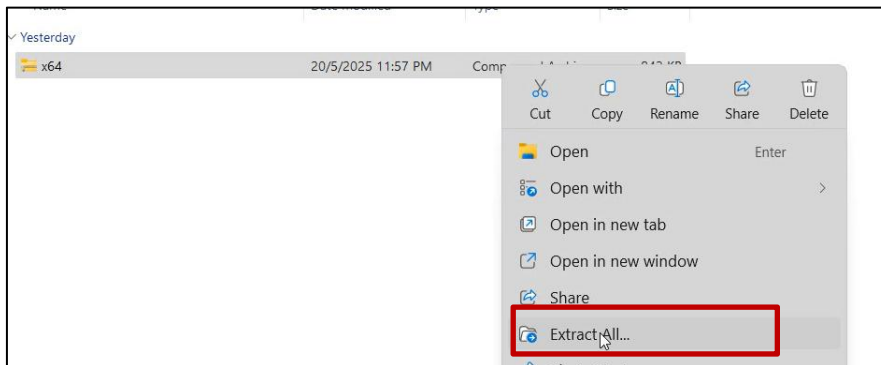 Yesterday
x64 20/5/2025 11:57 PM
Cut Copy Rename Share Delete
Open Enter
Open with
Open in new tab
Open in new window
Share
Extract All...